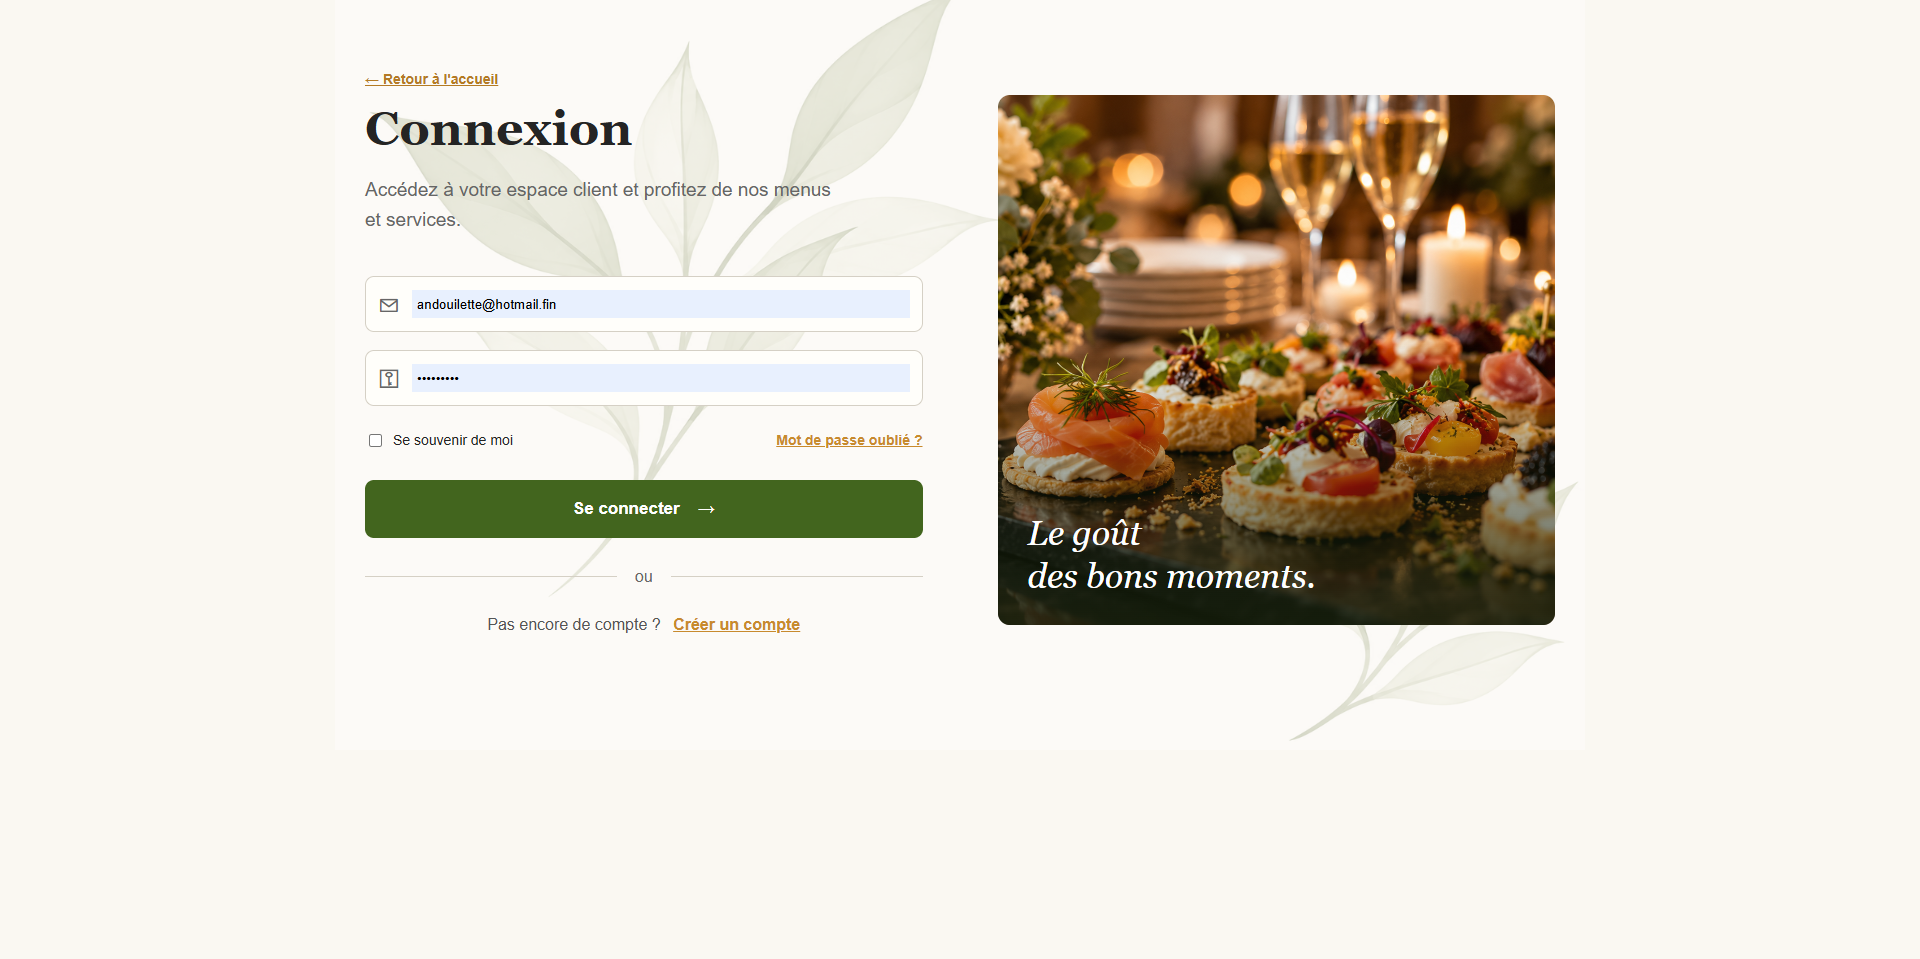 ← Retour à l'accueil
Connexion
Accédez à votre espace client et profitez de nos menus
et services.
andouilette@hotmail.fin
•••••••••
Se souvenir de moi
Mot de passe oublié ?
Se connecter →
ou
Pas encore de compte ? Créer un compte
Le goût
des bons moments.